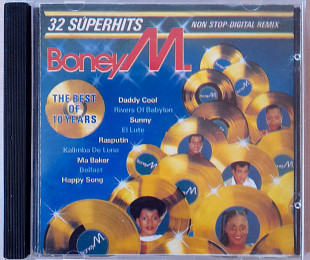 32 SUPERHITS
NON STOP-DIGITAL REMIX
Boney M.
THE BEST
OF
10 YEARS
Daddy Cool
Rivers Of Babylon
Sunny
El Lute
Rasputin
Kalimba De Luna
Ma Baker
Belfast
Happy Song